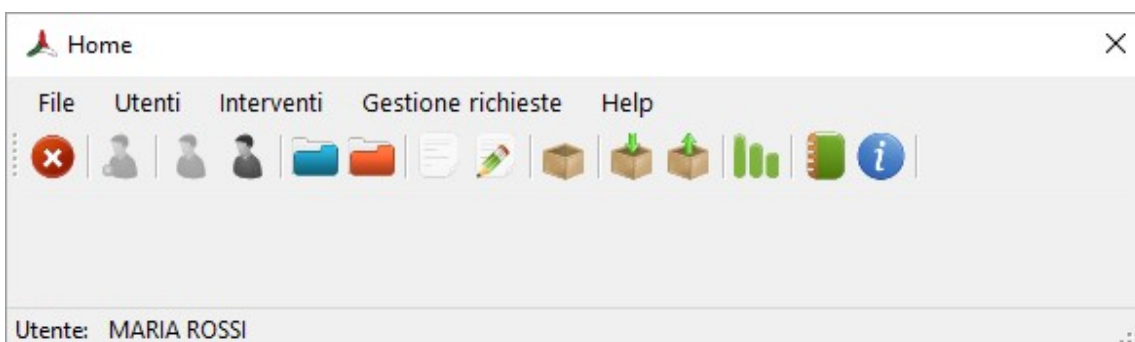 Home
File Utenti Interventi Gestione richieste Help
Utente: MARIA ROSSI